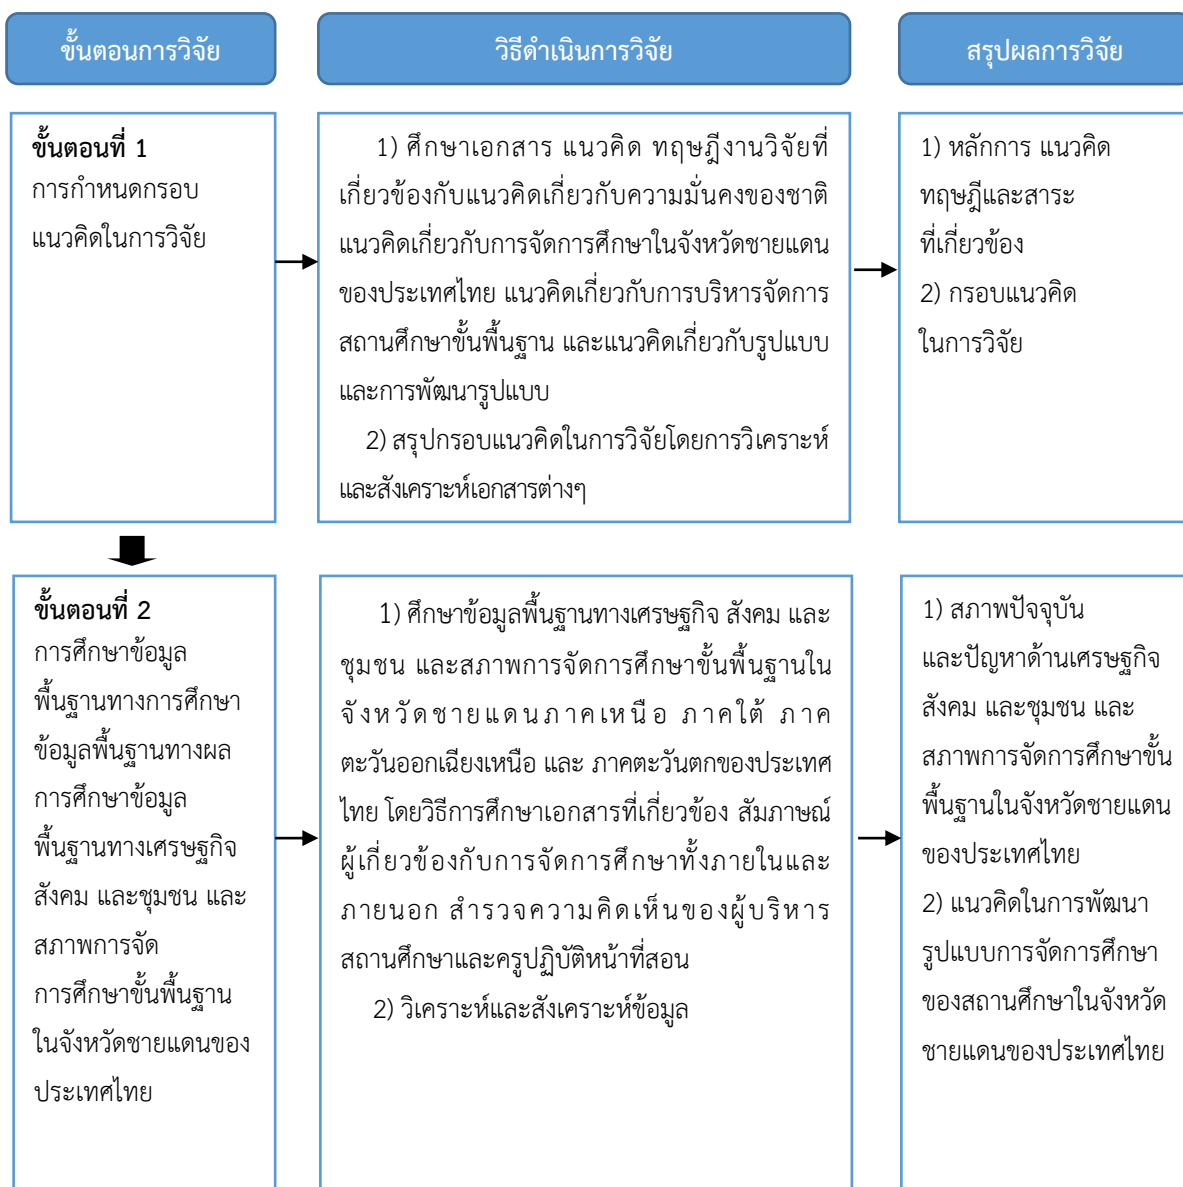 ขั้นตอนการวิจัย
วิธีดำเนินการวิจัย
สรุปผลการวิจัย
ขั้นตอนที่ 1
การกำหนดกรอบ
แนวคิดในการวิจัย
1) ศึกษาเอกสาร แนวคิด ทฤษฎีงานวิจัยที่
เกี่ยวข้องกับแนวคิดเกี่ยวกับความมั่นคงของชาติ
แนวคิดเกี่ยวกับการจัดการศึกษาในจังหวัดชายแดน
ของประเทศไทย แนวคิดเกี่ยวกับการบริหารจัดการ
สถานศึกษาขั้นพื้นฐาน และแนวคิดเกี่ยวกับรูปแบบ
และการพัฒนารูปแบบ
2) สรุปกรอบแนวคิดในการวิจัยโดยการวิเคราะห์
และสังเคราะห์เอกสารต่างๆ
1) หลักการ แนวคิด
ทฤษฎีและสาระ
ที่เกี่ยวข้อง
2) กรอบแนวคิด
ในการวิจัย
ขั้นตอนที่ 2
การศึกษาข้อมูล
พื้นฐานทางการศึกษา
ข้อมูลพื้นฐานทางผล
การศึกษาข้อมูล
พื้นฐานทางเศรษฐกิจ
สังคม และชุมชน และ
สภาพการจัด
การศึกษาขั้นพื้นฐาน
ในจังหวัดชายแดนของ
ประเทศไทย
1) ศึกษาข้อมูลพื้นฐานทางเศรษฐกิจ สังคม และ
ชุมชน และสภาพการจัดการศึกษาขั้นพื้นฐานใน
จังหวัดชายแดนภาคเหนือ ภาคใต้ ภาค
ตะวันออกเฉียงเหนือ และ ภาคตะวันตกของประเทศ
ไทย โดยวิธีการศึกษาเอกสารที่เกี่ยวข้อง สัมภาษณ์
ผู้เกี่ยวข้องกับการจัดการศึกษาทั้งภายในและ
ภายนอก สำรวจความคิดเห็นของผู้บริหาร
สถานศึกษาและครูปฏิบัติหน้าที่สอน
2) วิเคราะห์และสังเคราะห์ข้อมูล
1) สภาพปัจจุบัน
และปัญหาด้านเศรษฐกิจ
สังคม และชุมชน และ
สภาพการจัดการศึกษาขั้น
พื้นฐานในจังหวัดชายแดน
ของประเทศไทย
2) แนวคิดในการพัฒนา
รูปแบบการจัดการศึกษา
ของสถานศึกษาในจังหวัด
ชายแดนของประเทศไทย